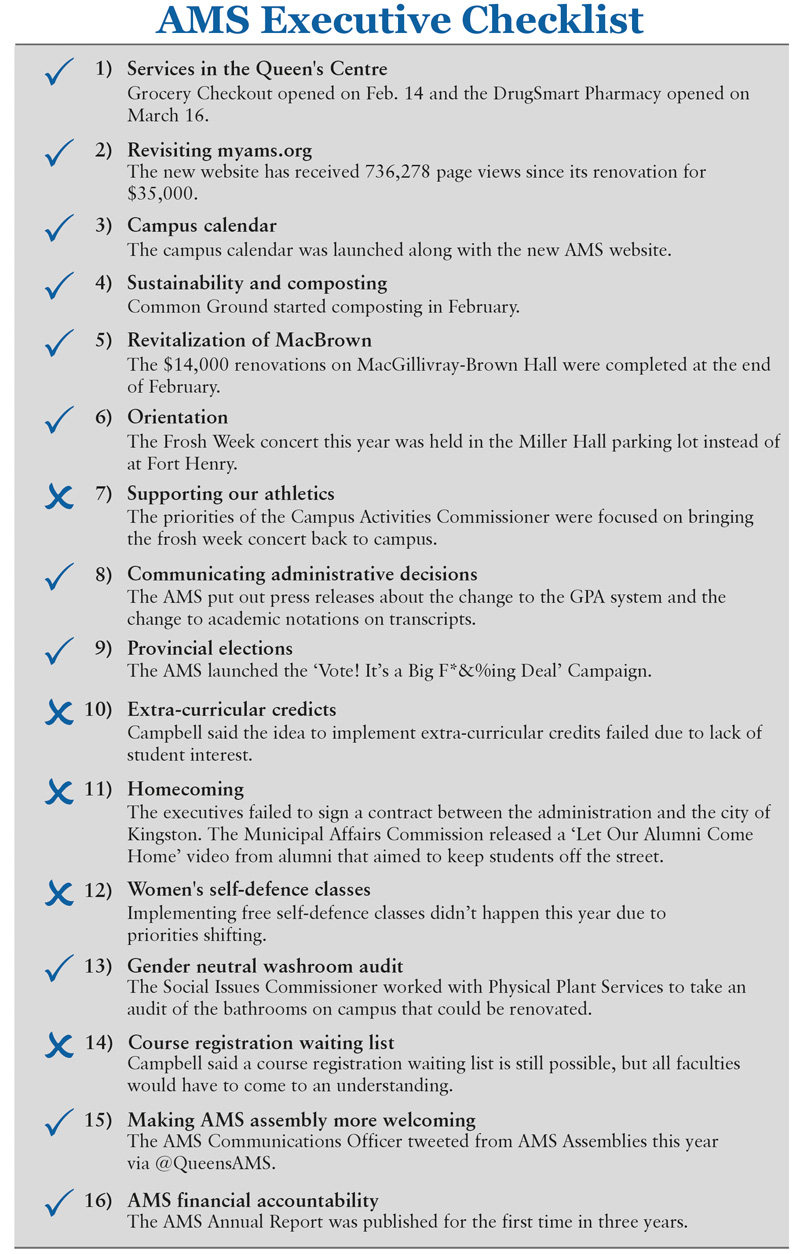 AMS Executive Checklist
1) Services in the Queen's Centre
Grocery Checkout opened on Feb. 14 and the DrugSmart Pharmacy opened on
March 16.
2) Revisiting myams.org
The new website has received 736,278 page views since its renovation for
$35,000.
3) Campus calendar
The campus calendar was launched along with the new AMS website.
4) Sustainability and composting
Common Ground started composting in February.
5) Revitalization of MacBrown
The $14,000 renovations on MacGillivray-Brown Hall were completed at the end
of February.
6) Orientation
The Frosh Week concert this year was held in the Miller Hall parking lot instead of
at Fort Henry.
7) Supporting our athletics
The priorities of the Campus Activities Commissioner were focused on bringing
the frosh week concert back to campus.
8) Communicating administrative decisions
The AMS put out press releases about the change to the GPA system and the
change to academic notations on transcripts.
9) Provincial elections
The AMS launched the ‘Vote! It’s a Big F*&%ing Deal’ Campaign.
10) Extra-curricular credicts
Campbell said the idea to implement extra-curricular credits failed due to lack of
student interest.
11) Homecoming
The executives failed to sign a contract between the administration and the city of
Kingston. The Municipal Affairs Commission released a ‘Let Our Alumni Come
Home’ video from alumni that aimed to keep students off the street.
12) Women's self-defence classes
Implementing free self-defence classes didn’t happen this year due to
priorities shifting.
13) Gender neutral washroom audit
The Social Issues Commissioner worked with Physical Plant Services to take an
audit of the bathrooms on campus that could be renovated.
14) Course registration waiting list
Campbell said a course registration waiting list is still possible, but all faculties
would have to come to an understanding.
15) Making AMS assembly more welcoming
The AMS Communications Officer tweeted from AMS Assemblies this year
via @QueensAMS.
16) AMS financial accountability
The AMS Annual Report was published for the first time in three years.